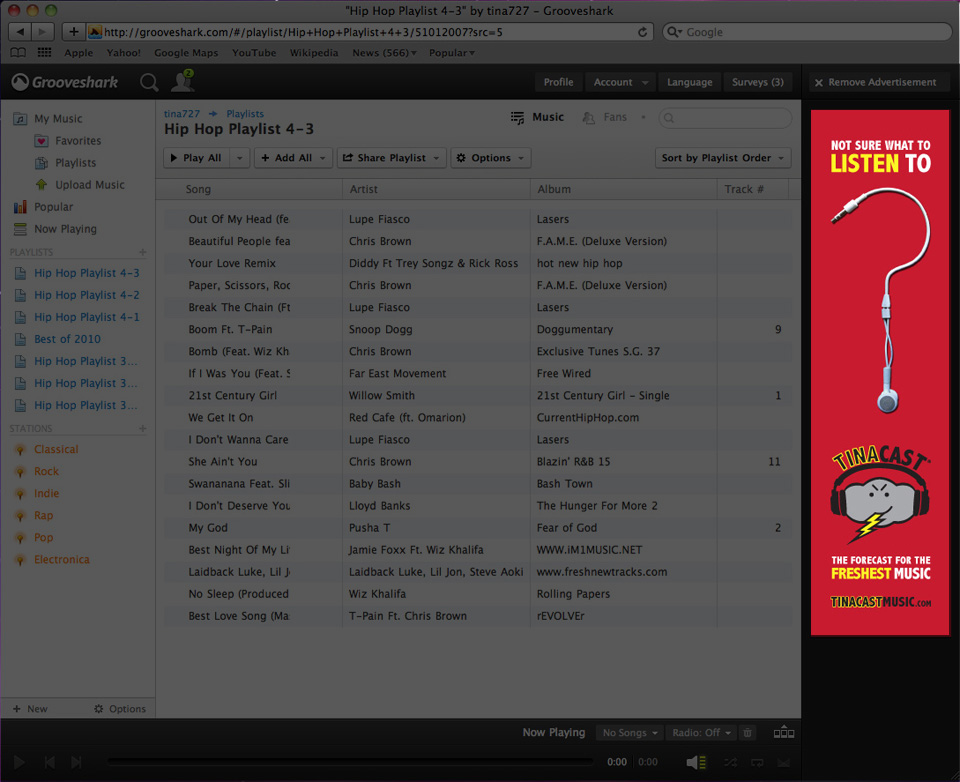 "Hip Hop Playlist 4-3" by tina727 - Grooveshark
http://grooveshark.com/#/playlist/Hip+Hop+Playlist+4+3/51012007?src=5
Google
Apple Yahoo! Google Maps YouTube Wikipedia News (566) Popular
Grooveshark 2 Profile Account Language Surveys (3) Remove Advertisement
My Music
Favorites
Playlists
Upload Music
Popular
Now Playing
PLAYLISTS
Hip Hop Playlist 4-3
Hip Hop Playlist 4-2
Hip Hop Playlist 4-1
Best of 2010
Hip Hop Playlist 3...
Hip Hop Playlist 3...
Hip Hop Playlist 3...
STATIONS
Classical
Rock
Indie
Rap
Pop
Electronica
+ New Options
tina727 Playlists
Hip Hop Playlist 4-3
Music Fans
Play All + Add All Share Playlist Options Sort by Playlist Order
Song Artist Album Track #
Out Of My Head (fe Lupe Fiasco Lasers
Beautiful People fea Chris Brown F.A.M.E. (Deluxe Version)
Your Love Remix Diddy Ft Trey Songz & Rick Ross hot new hip hop
Paper, Scissors, Roc Chris Brown F.A.M.E. (Deluxe Version)
Break The Chain (Ft Lupe Fiasco Lasers
Boom Ft. T-Pain Snoop Dogg Doggumentary 9
Bomb (Feat. Wiz Kh Chris Brown Exclusive Tunes S.G. 37
If I Was You (Feat. S Far East Movement Free Wired
21st Century Girl Willow Smith 21st Century Girl - Single 1
We Get It On Red Cafe (ft. Omarion) CurrentHipHop.com
I Don't Wanna Care Lupe Fiasco Lasers
She Ain't You Chris Brown Blazin' R&B 15 11
Swananana Feat. Sli Baby Bash Bash Town
I Don't Deserve You Lloyd Banks The Hunger For More 2
My God Pusha T Fear of God 2
Best Night Of My Li Jamie Foxx Ft. Wiz Khalifa WWW.iM1MUSIC.NET
Laidback Luke, Lil J Laidback Luke, Lil Jon, Steve Aoki www.freshnewtracks.com
No Sleep (Produced Wiz Khalifa Rolling Papers
Best Love Song (Ma T-Pain Ft. Chris Brown rEVOLVEr
Now Playing No Songs Radio: Off
0:00 0:00
NOT SURE WHAT TO
LISTEN TO
TINACAST
THE FORECAST FOR THE
FRESHEST MUSIC
TINACASTMUSIC.COM